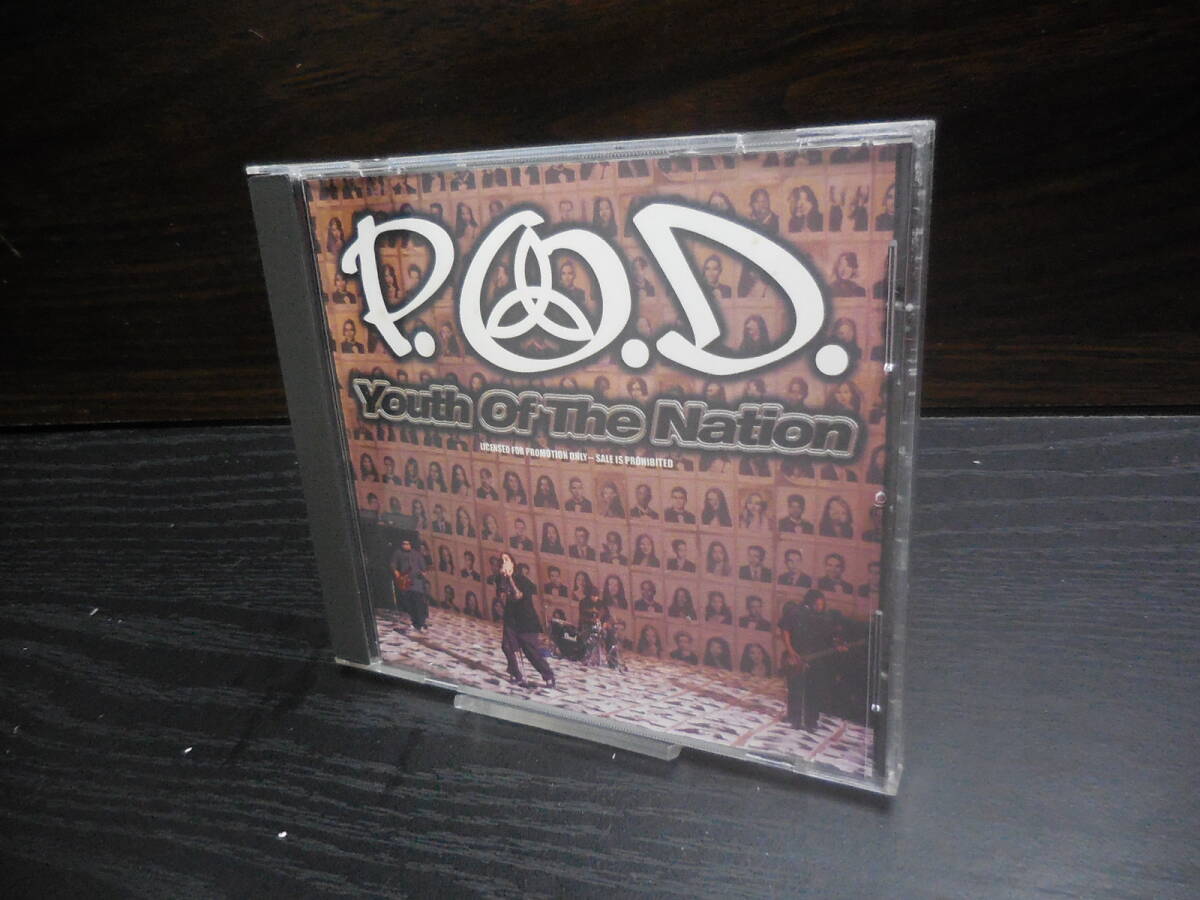 P.O.D.
Youth Of The Nation
LICENSED FOR PROMOTION ONLY – SALE IS PROHIBITED